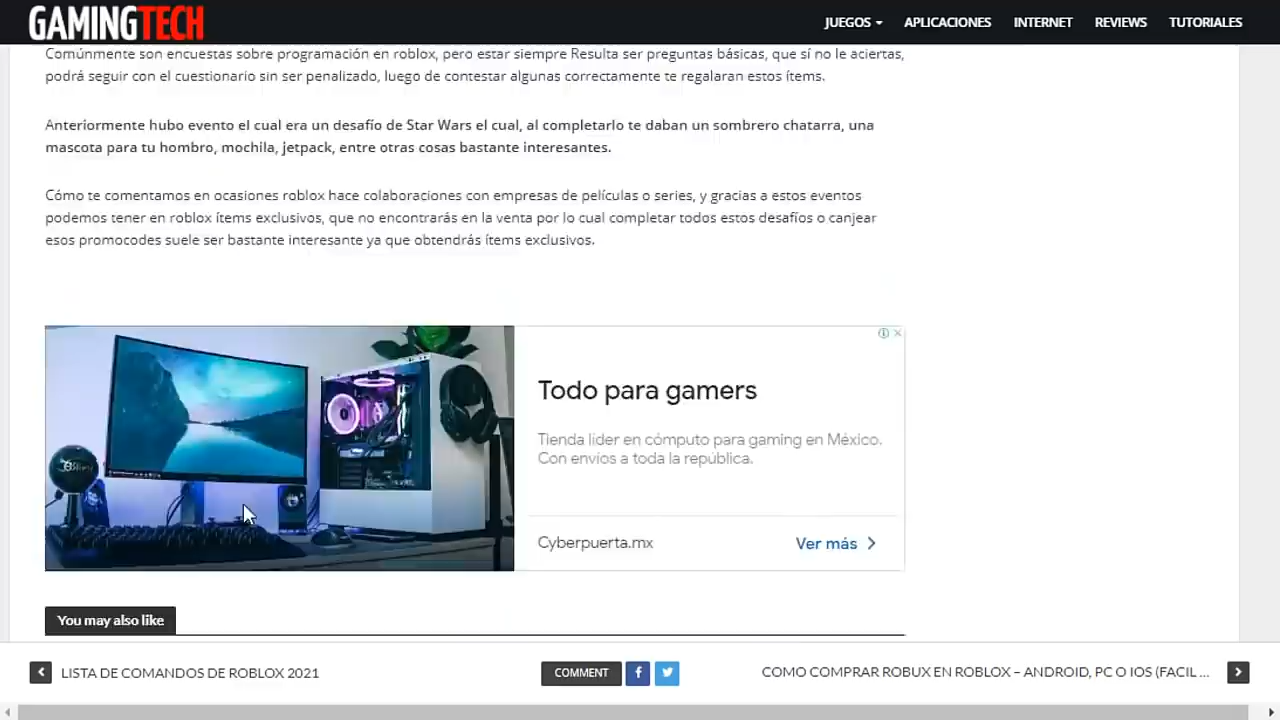 GAMINGTECH
JUEGOS APLICACIONES INTERNET REVIEWS TUTORIALES
Comúnmente son encuestas sobre programación en roblox, pero estar siempre Resulta ser preguntas básicas, que sí no le aciertas,
podrá seguir con el cuestionario sin ser penalizado, luego de contestar algunas correctamente te regalaran estos ítems.
Anteriormente hubo evento el cual era un desafío de Star Wars el cual, al completarlo te daban un sombrero chatarra, una
mascota para tu hombro, mochila, jetpack, entre otras cosas bastante interesantes.
Cómo te comentamos en ocasiones roblox hace colaboraciones con empresas de películas o series, y gracias a estos eventos
podemos tener en roblox ítems exclusivos, que no encontrarás en la venta por lo cual completar todos estos desafíos o canjear
esos promocodes suele ser bastante interesante ya que obtendrás ítems exclusivos.
Todo para gamers
Tienda líder en cómputo para gaming en México.
Con envíos a toda la república.
Cyberpuerta.mx Ver más
You may also like
LISTA DE COMANDOS DE ROBLOX 2021 COMMENT COMO COMPRAR ROBUX EN ROBLOX – ANDROID, PC O IOS (FACIL ...